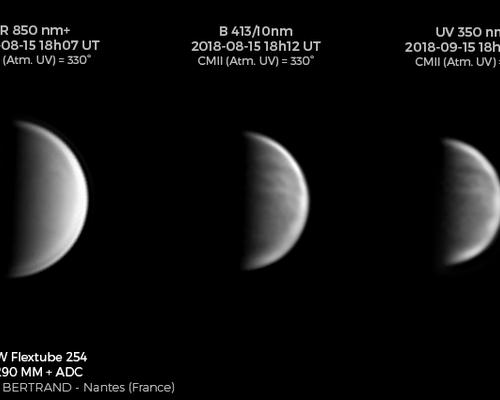 R 850 nm+
-08-15 18h07 UT
(Atm. UV) = 330°
B 413/10nm
2018-08-15 18h12 UT
CMII (Atm. UV) = 330°
UV 350 nm
2018-09-15 18h
CMII (Atm. UV) =
W Flextube 254
290 MM + ADC
BERTRAND - Nantes (France)